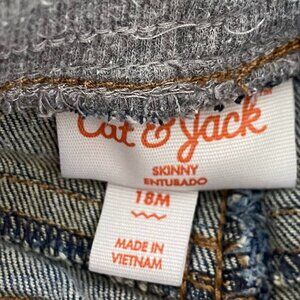 Cat & Jack
SKINNY
ENTUBADO
18M
MADE IN
VIETNAM